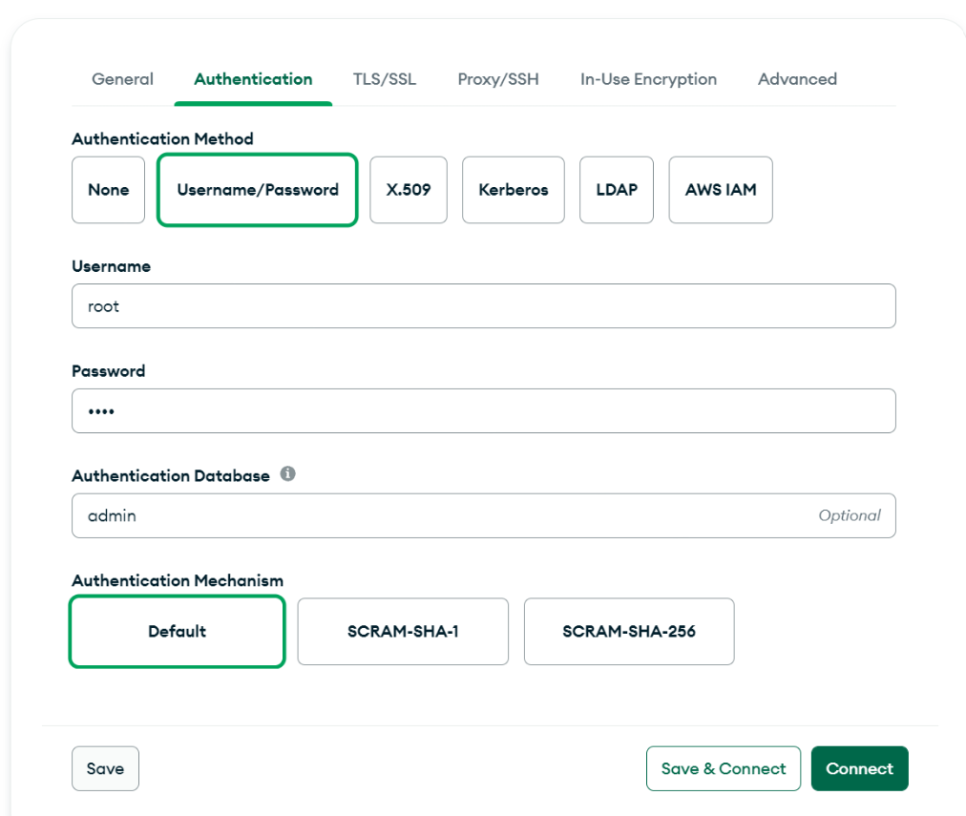 General Authentication TLS/SSL Proxy/SSH In-Use Encryption Advanced
Authentication Method
None Username/Password X.509 Kerberos LDAP AWS IAM
Username
root
Password
••••
Authentication Database
admin Optional
Authentication Mechanism
Default SCRAM-SHA-1 SCRAM-SHA-256
Save Save & Connect Connect